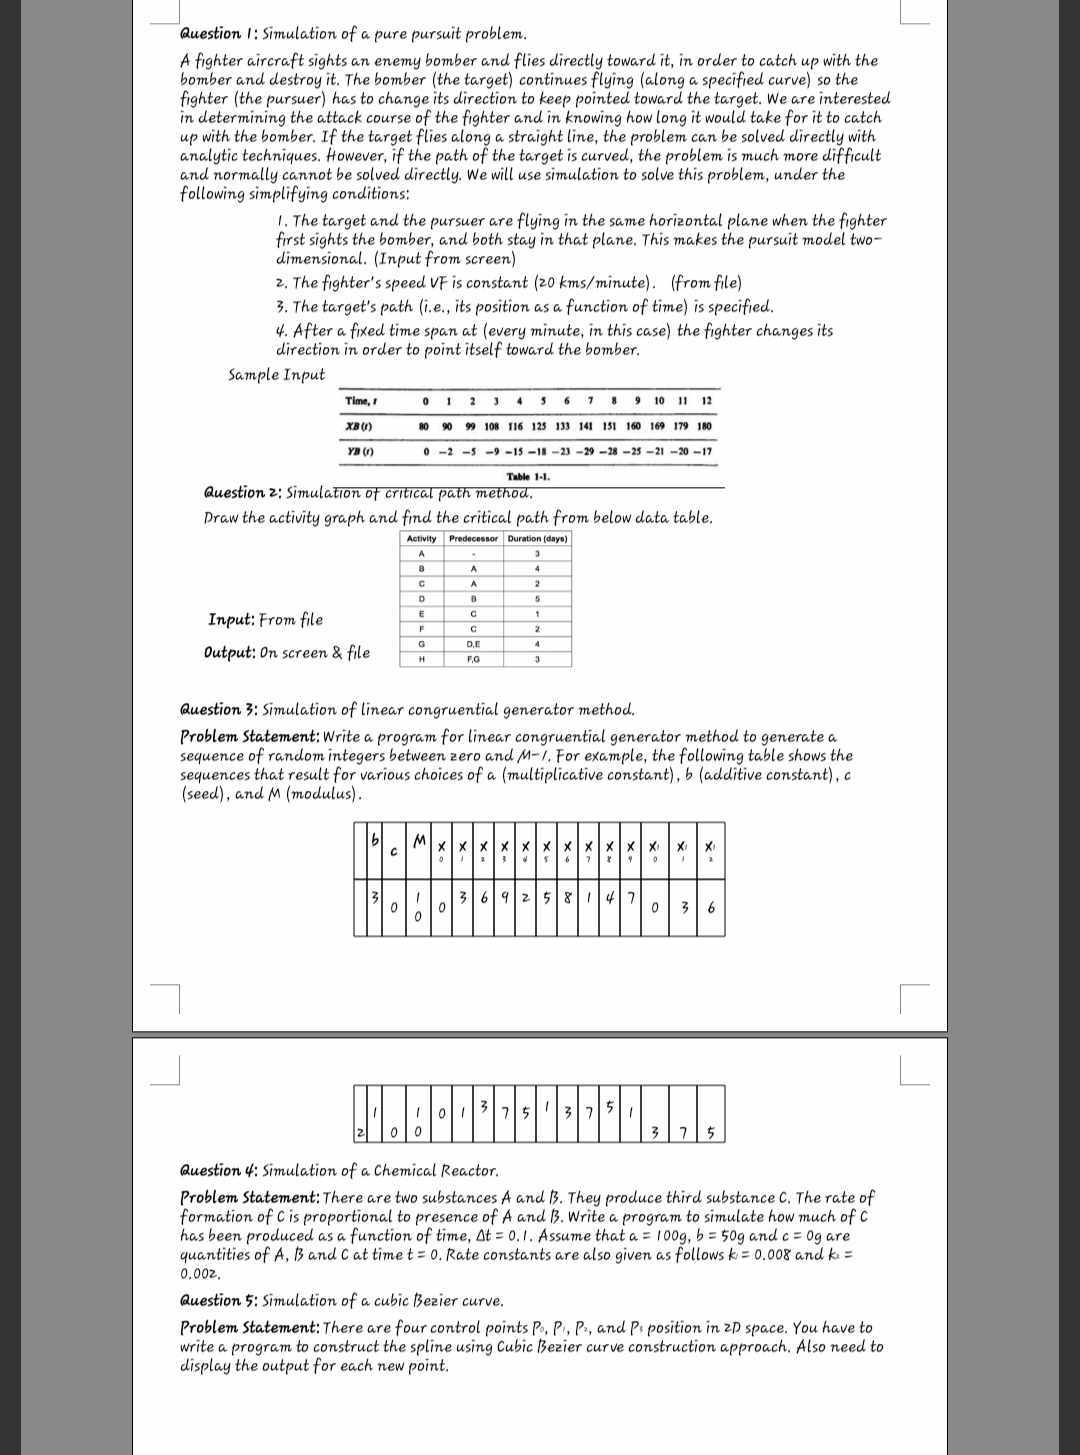 Question 1: Simulation of a pure pursuit problem.
A fighter aircraft sights an enemy bomber and flies directly toward it, in order to catch up with the
bomber and destroy it. The bomber (the target) continues flying (along a specified curve) so the
fighter (the pursuer) has to change its direction to keep pointed toward the target. We are interested
in determining the attack course of the fighter and in knowing how long it would take for it to catch
up with the bomber. If the target flies along a straight line, the problem can be solved directly with
analytic techniques. However, if the path of the target is curved, the problem is much more difficult
and normally cannot be solved directly. We will use simulation to solve this problem, under the
following simplifying conditions:
1. The target and the pursuer are flying in the same horizontal plane when the fighter
first sights the bomber, and both stay in that plane. This makes the pursuit model two-
dimensional. (Input from screen)
2. The fighter's speed VF is constant (20 kms/minute). (from file)
3. The target's path (i.e., its position as a function of time) is specified.
4. After a fixed time span at (every minute, in this case) the fighter changes its
direction in order to point itself toward the bomber.
Sample Input
Time, t 0 1 2 3 4 5 6 7 8 9 10 11 12
XB (t) 80 90 99 108 116 125 133 141 151 160 169 179 180
YB (t) 0 -2 -5 -9 -15 -18 -23 -29 -28 -25 -21 -20 -17
Table 1-1.
Question 2: Simulation of critical path method.
Draw the activity graph and find the critical path from below data table.
Activity Predecessor Duration (days)
A - 3
B A 4
C A 2
D B 5
E C 1
F C 2
G D,E 4
H F,G 3
Input: From file
Output: On screen & file
Question 3: Simulation of linear congruential generator method.
Problem Statement: Write a program for linear congruential generator method to generate a
sequence of random integers between zero and M-1. For example, the following table shows the
sequences that result for various choices of a (multiplicative constant), b (additive constant), c
(seed), and M (modulus).
b c M X0 X1 X2 X3 X4 X5 X6 X7 X8 X9 X10 X11 X12
3 0 10 0 3 6 9 2 5 8 1 4 7 0 3 6
2 1 0 10 0 1 3 7 5 1 3 7 5 1 3 7 5
Question 4: Simulation of a Chemical Reactor.
Problem Statement: There are two substances A and B. They produce third substance C. The rate of
formation of C is proportional to presence of A and B. Write a program to simulate how much of C
has been produced as a function of time, Δt = 0.1. Assume that a = 100g, b = 50g and c = 0g are
quantities of A, B and C at time t = 0. Rate constants are also given as follows k₁ = 0.008 and k₂ =
0.002.
Question 5: Simulation of a cubic Bezier curve.
Problem Statement: There are four control points P₀, P₁, P₂, and P₃ position in 2D space. You have to
write a program to construct the spline using Cubic Bezier curve construction approach. Also need to
display the output for each new point.